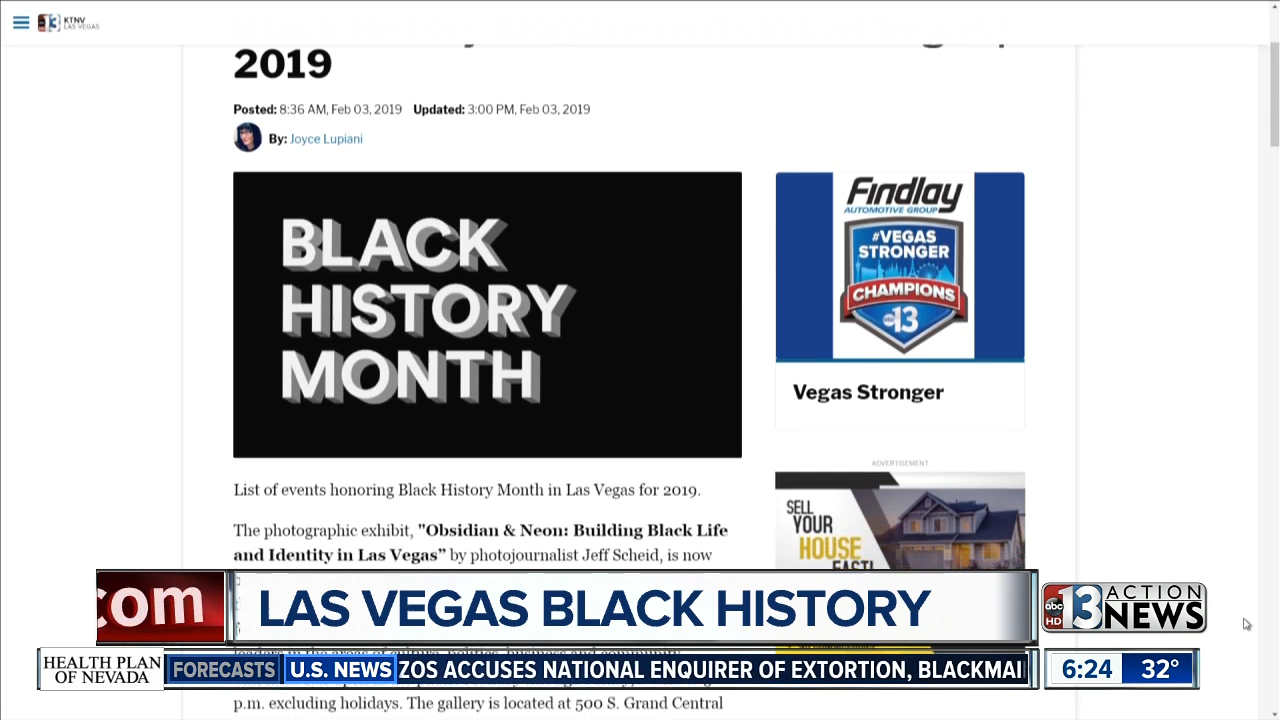 13 KTNV
LAS VEGAS
2019
Posted: 8:36 AM, Feb 03, 2019 Updated: 3:00 PM, Feb 03, 2019
By: Joyce Lupiani
BLACK
HISTORY
MONTH
Findlay
AUTOMOTIVE GROUP
#VEGAS
STRONGER
CHAMPIONS
abc 13
Vegas Stronger
List of events honoring Black History Month in Las Vegas for 2019.
The photographic exhibit, "Obsidian & Neon: Building Black Life
and Identity in Las Vegas” by photojournalist Jeff Scheid, is now
ADVERTISEMENT
SELL
YOUR
HOUSE
FAST!
com
LAS VEGAS BLACK HISTORY
abc HD 13 ACTION
NEWS
HEALTH PLAN
OF NEVADA
FORECASTS U.S. NEWS ZOS ACCUSES NATIONAL ENQUIRER OF EXTORTION, BLACKMAI
6:24 32°
p.m. excluding holidays. The gallery is located at 500 S. Grand Central